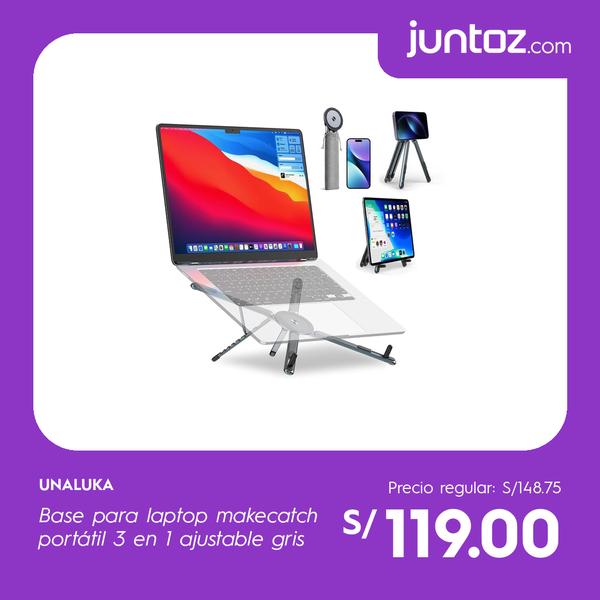 juntoz.com
UNALUKA
Base para laptop makecatch
portátil 3 en 1 ajustable gris
Precio regular: S/148.75
S/119.00